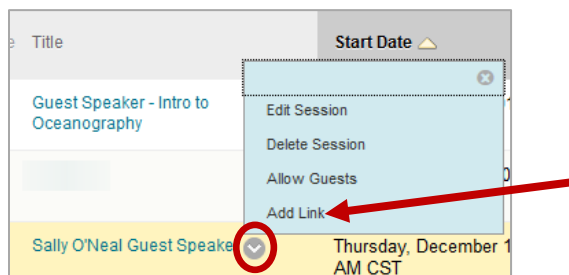 Title
Start Date
Guest Speaker - Intro to
Oceanography
Edit Session
Delete Session
Allow Guests
Add Link
Sally O'Neal Guest Speake
Thursday, December 1
AM CST